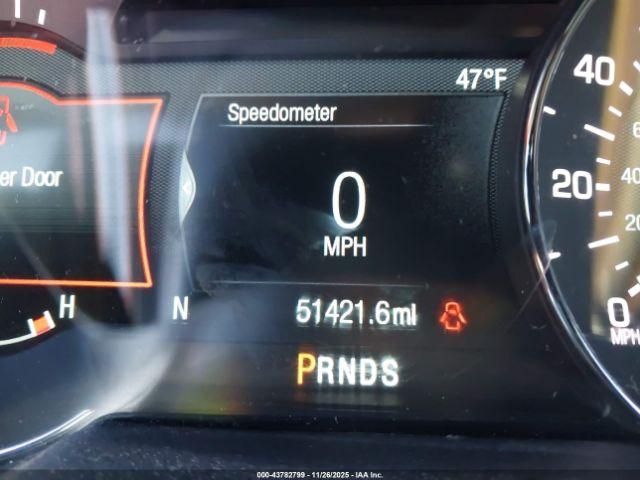 47°F
Speedometer
40
er Door
20
0
MPH
H
N
51421.6mi
0
MPH
PRNDS
000-43782799 | 11/26/2025 - IAA Inc.